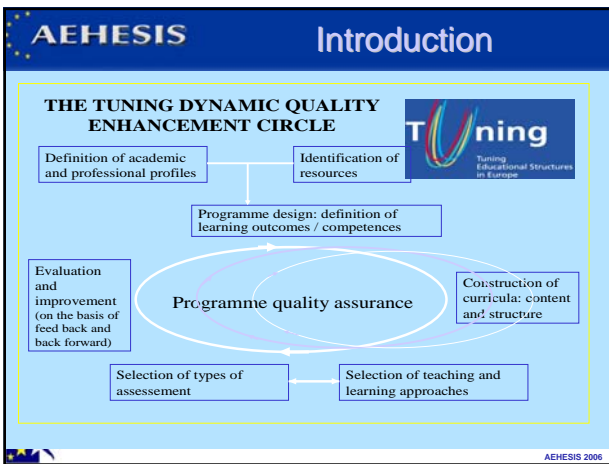 AEHESIS
Introduction
THE TUNING DYNAMIC QUALITY
ENHANCEMENT CIRCLE
Tuning
Tuning
Educational Structures
in Europe
Definition of academic
and professional profiles
Identification of
resources
Programme design: definition of
learning outcomes / competences
Evaluation
and
improvement
(on the basis of
feed back and
back forward)
Programme quality assurance
Construction of
curricula: content
and structure
Selection of types of
assessement
Selection of teaching and
learning approaches
AEHESIS 2006